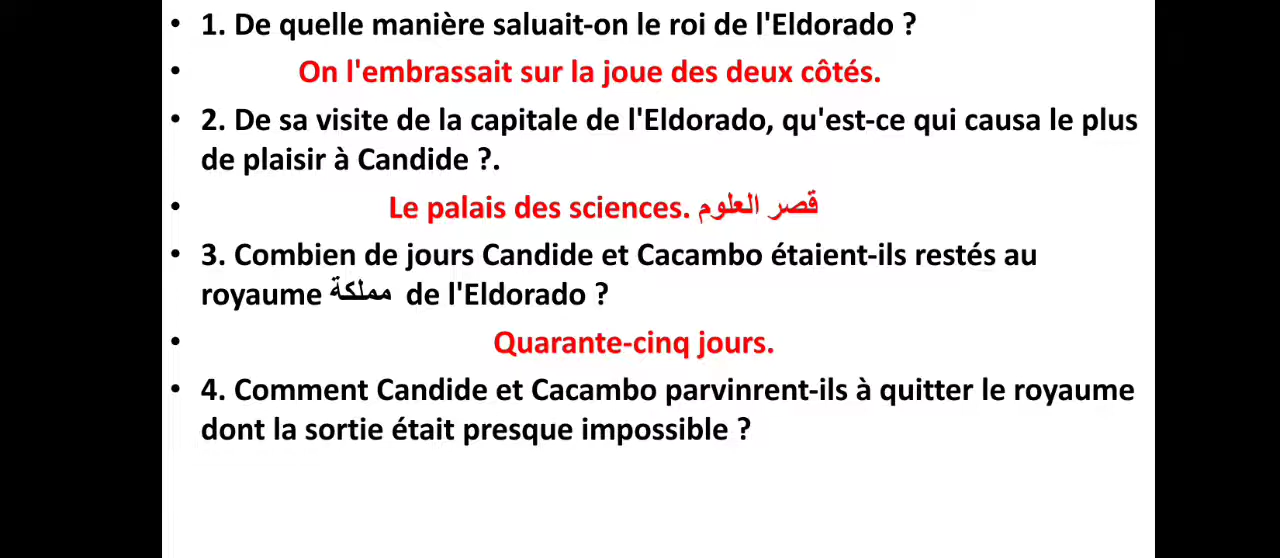 • 1. De quelle manière saluait-on le roi de l'Eldorado ?
• On l'embrassait sur la joue des deux côtés.
• 2. De sa visite de la capitale de l'Eldorado, qu'est-ce qui causa le plus
de plaisir à Candide ?.
• Le palais des sciences. قصر العلوم
• 3. Combien de jours Candide et Cacambo étaient-ils restés au
royaume مملكة de l'Eldorado ?
• Quarante-cinq jours.
• 4. Comment Candide et Cacambo parvinrent-ils à quitter le royaume
dont la sortie était presque impossible ?